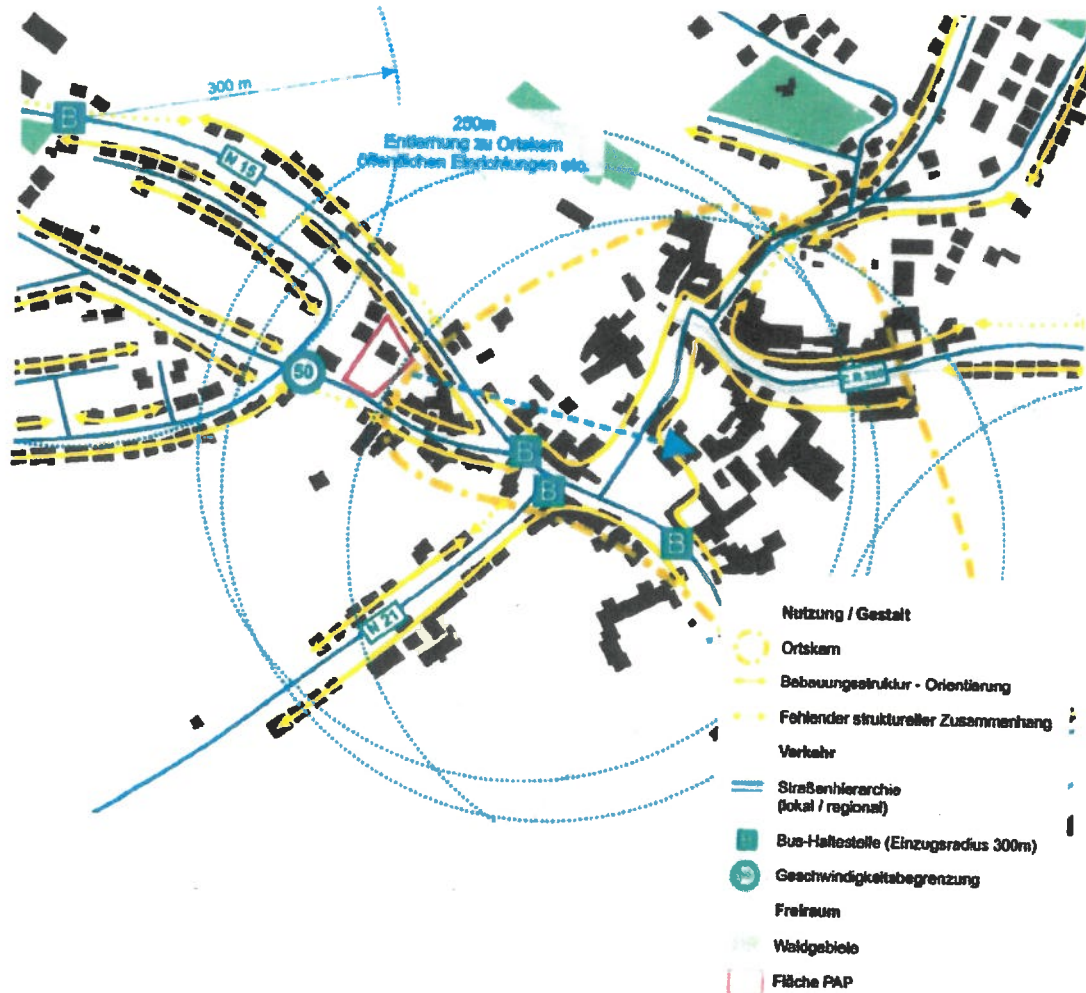 300 m
250m
Entfernung zu Ortskern
öffentlichen Einrichtungen etc.
B
N 15
50
B
B
B
N 21
Nutzung / Gestalt
Ortskern
Bebauungsstruktur - Orientierung
Fehlender struktureller Zusammenhang
Verkehr
Straßenhierarchie
(lokal / regional)
B Bus-Haltestelle (Einzugsradius 300m)
Geschwindigkeitsbegrenzung
Freiraum
Waldgebiete
Fläche PAP